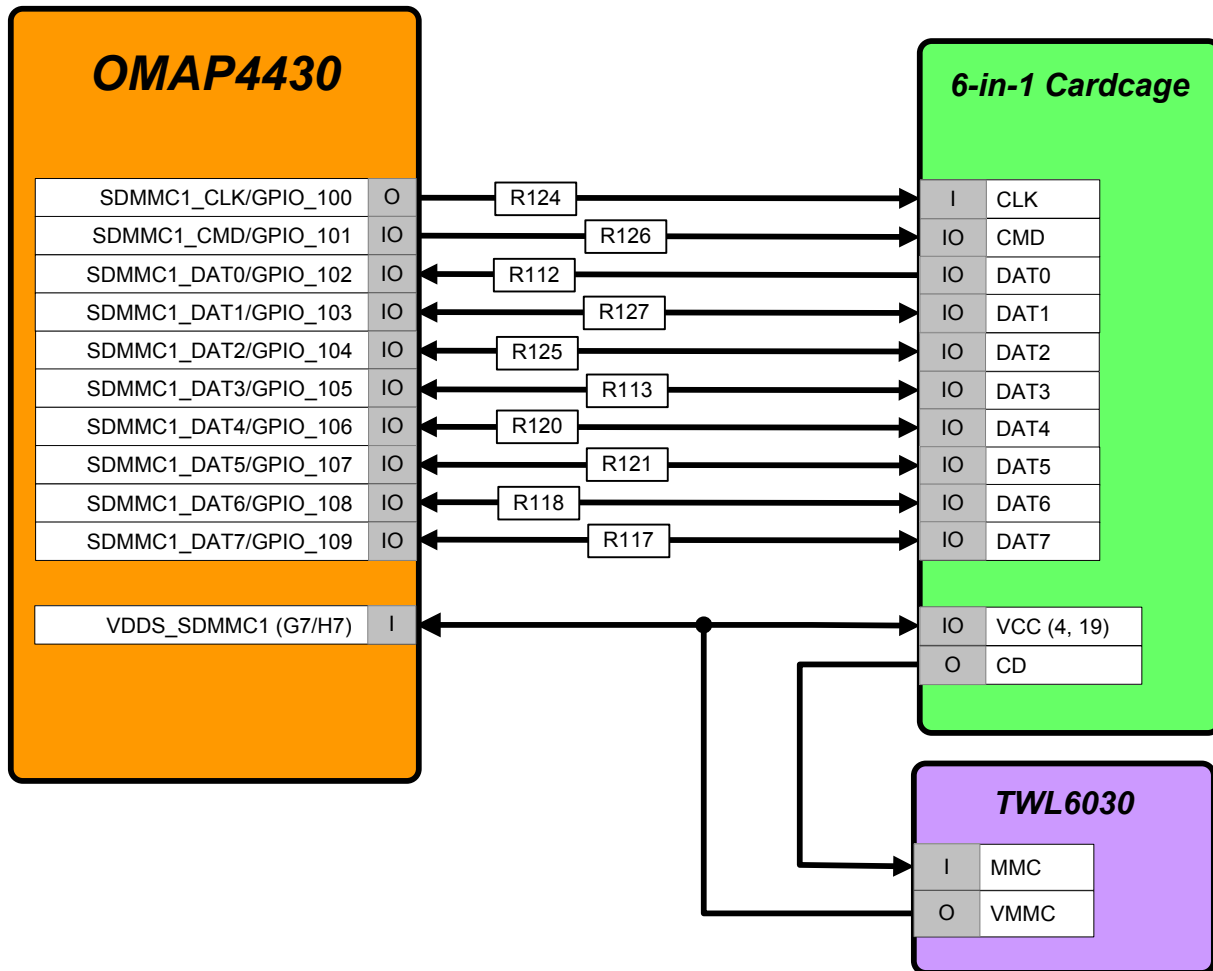 OMAP4430
6-in-1 Cardcage
SDMMC1_CLK/GPIO_100 O R124 I CLK
SDMMC1_CMD/GPIO_101 IO R126 IO CMD
SDMMC1_DAT0/GPIO_102 IO R112 IO DAT0
SDMMC1_DAT1/GPIO_103 IO R127 IO DAT1
SDMMC1_DAT2/GPIO_104 IO R125 IO DAT2
SDMMC1_DAT3/GPIO_105 IO R113 IO DAT3
SDMMC1_DAT4/GPIO_106 IO R120 IO DAT4
SDMMC1_DAT5/GPIO_107 IO R121 IO DAT5
SDMMC1_DAT6/GPIO_108 IO R118 IO DAT6
SDMMC1_DAT7/GPIO_109 IO R117 IO DAT7
VDDS_SDMMC1 (G7/H7) I IO VCC (4, 19)
O CD
TWL6030
I MMC
O VMMC